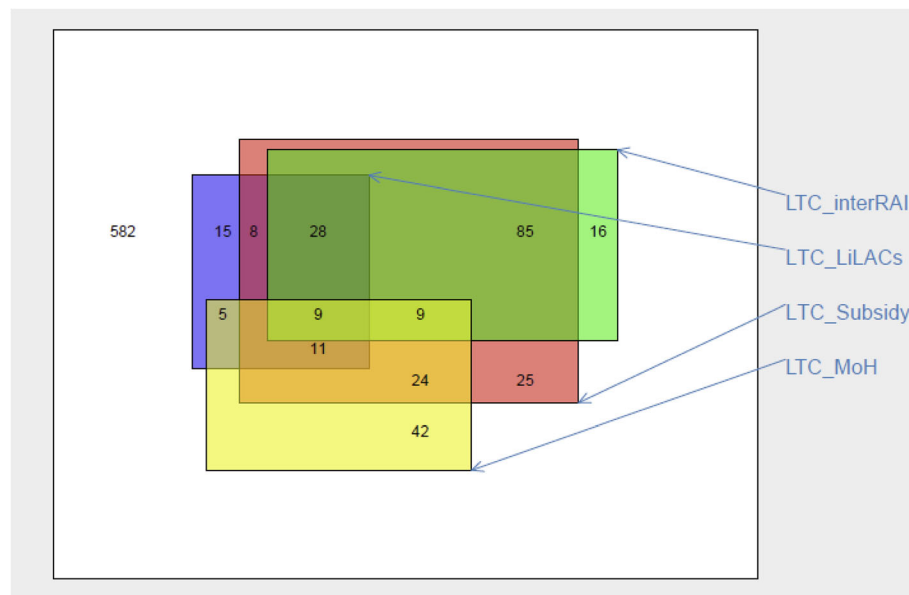 LTC_interRAI
582 15 8 28 85 16
LTC_LiLACs
5 9 9
LTC_Subsidy
11
LTC_MoH
24 25
42